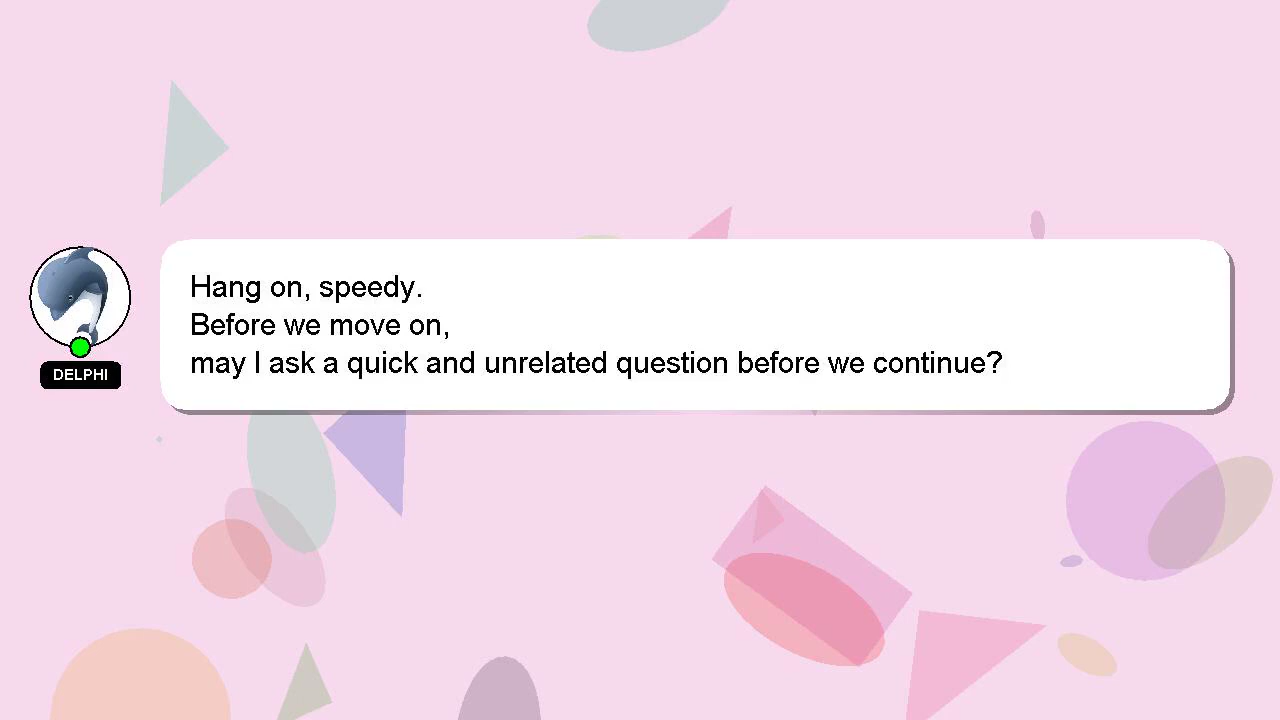 Hang on, speedy.
Before we move on,
may I ask a quick and unrelated question before we continue?
DELPHI